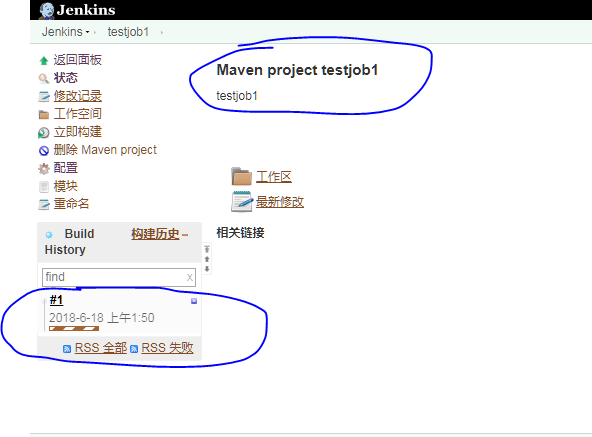 Jenkins
Jenkins testjob1
返回面板
状态
修改记录
工作空间
立即构建
删除 Maven project
配置
模块
重命名
Maven project testjob1
testjob1
工作区
最新修改
相关链接
Build History 构建历史
find x
#1
2018-6-18 上午1:50
RSS 全部 RSS 失败